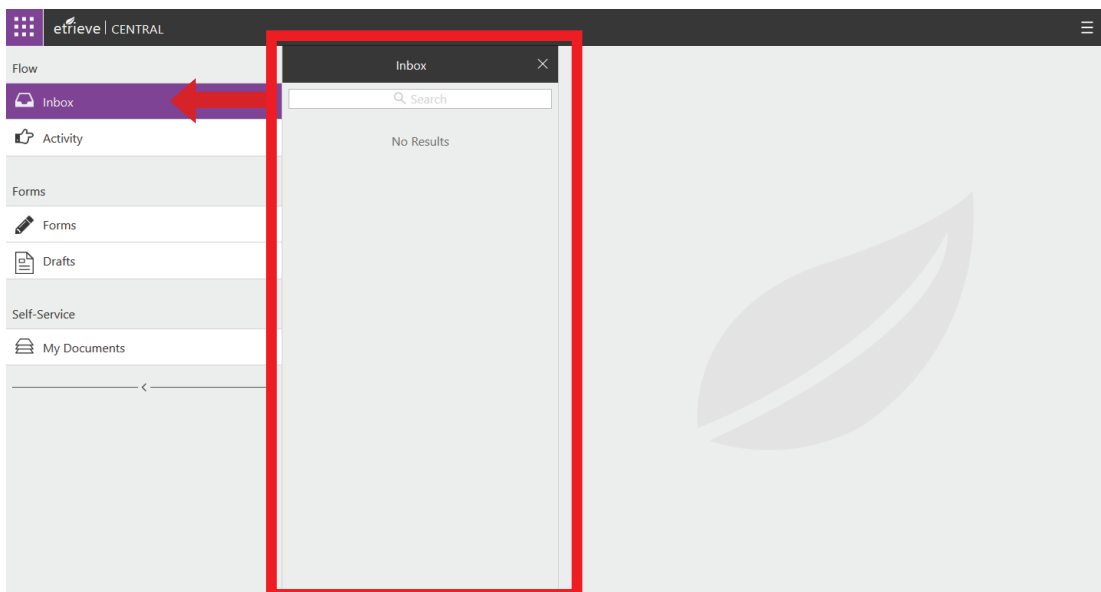 etrieve | CENTRAL
Flow
Inbox
Activity
Forms
Forms
Drafts
Self-Service
My Documents
Inbox
Search
No Results